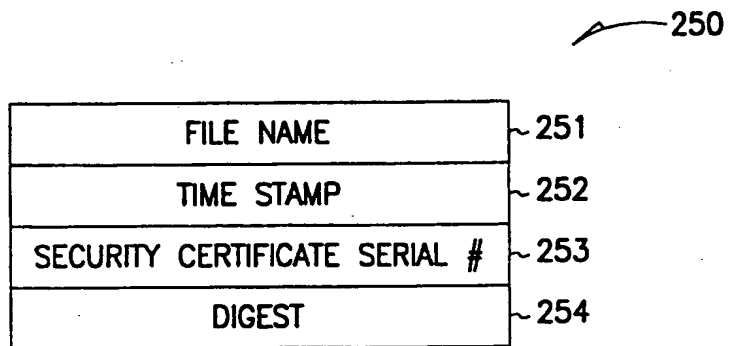 250
FILE NAME 251
TIME STAMP 252
SECURITY CERTIFICATE SERIAL # 253
DIGEST 254